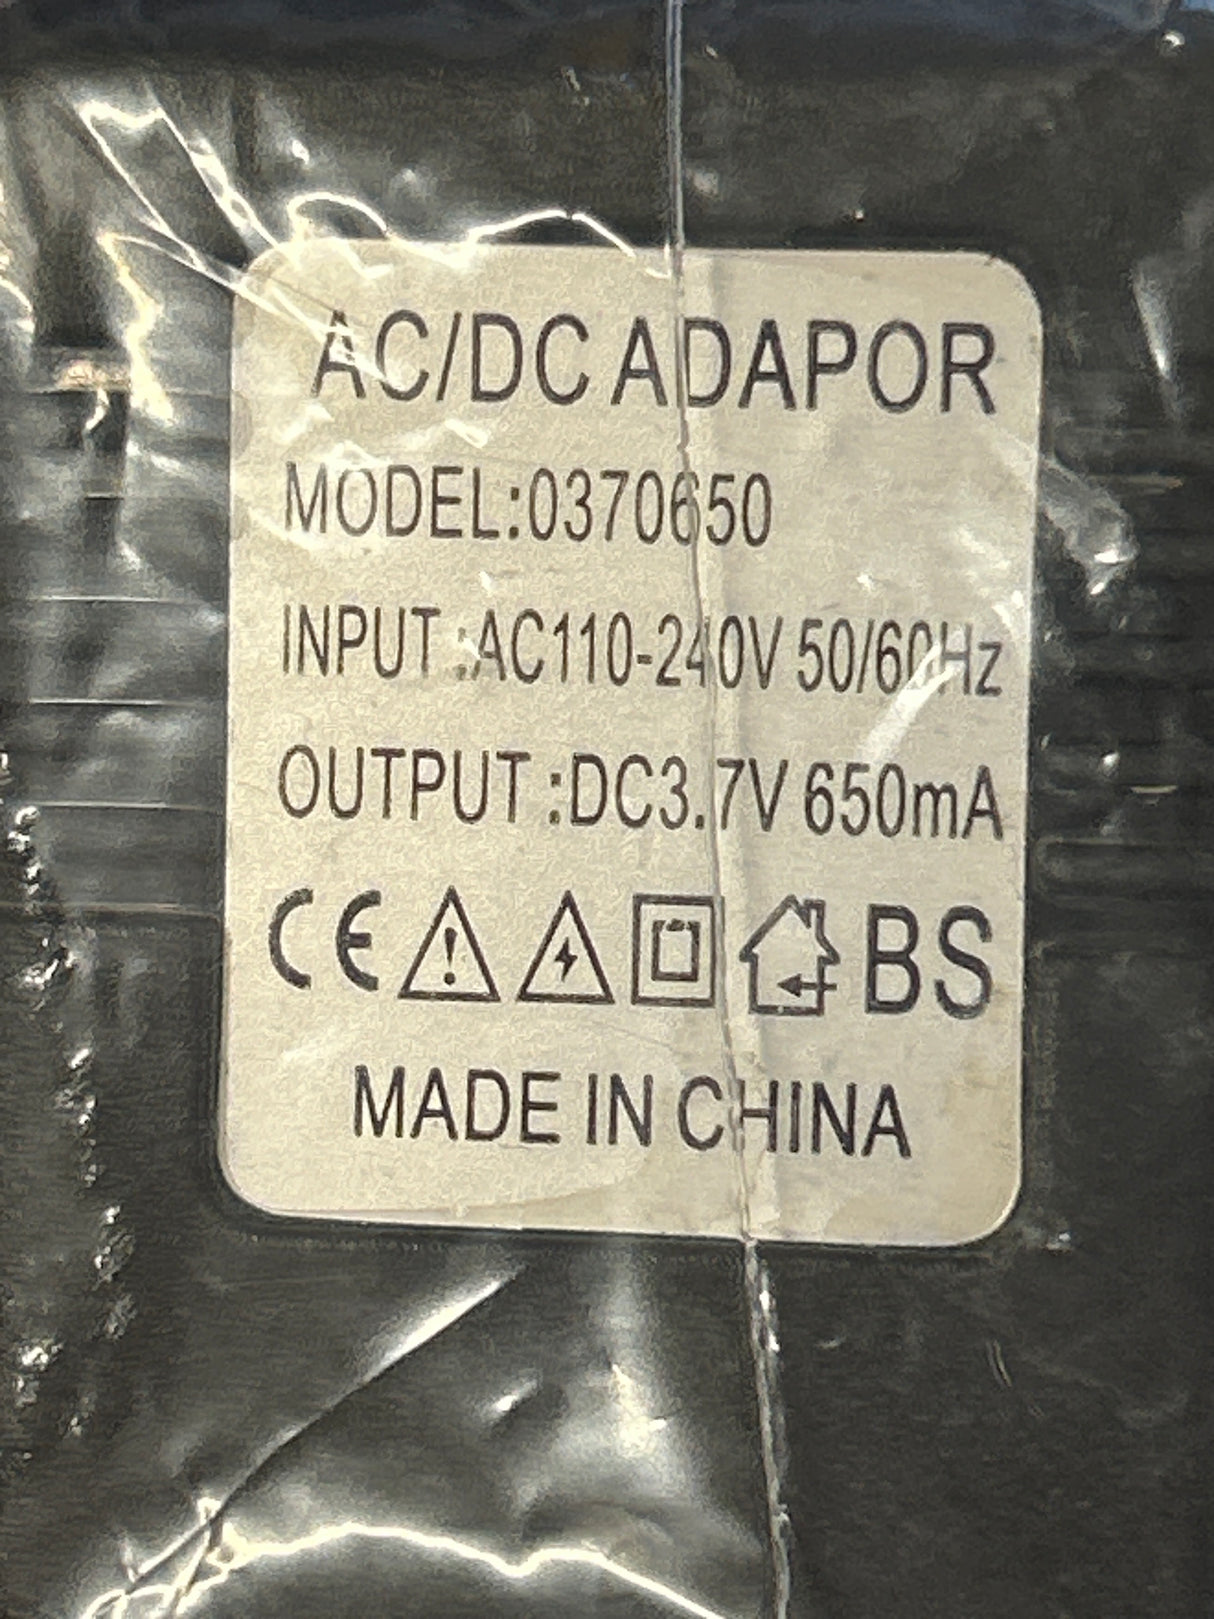 AC/DC ADAPOR
MODEL:0370650
INPUT :AC110-240V 50/60Hz
OUTPUT :DC3.7V 650mA
CE BS
MADE IN CHINA